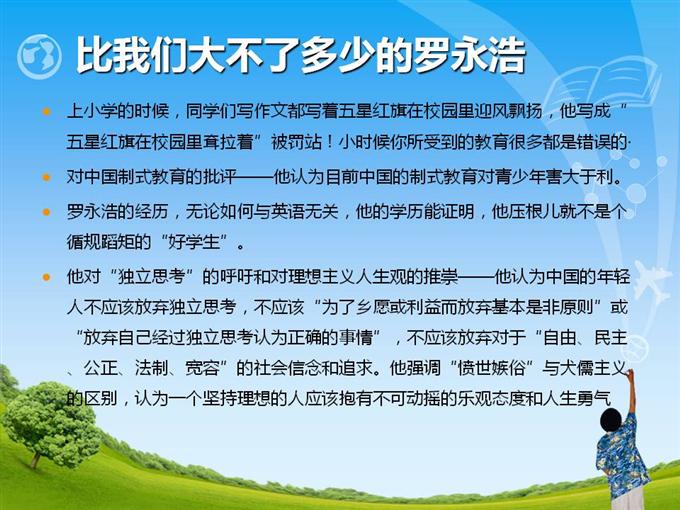 比我们大不了多少的罗永浩
上小学的时候，同学们写作文都写着五星红旗在校园里迎风飘扬，他写成“
五星红旗在校园里耷拉着”被罚站！小时候你所受到的教育很多都是错误的·
对中国制式教育的批评——他认为目前中国的制式教育对青少年害大于利。
罗永浩的经历，无论如何与英语无关，他的学历能证明，他压根儿就不是个
循规蹈矩的“好学生”。
他对“独立思考”的呼吁和对理想主义人生观的推崇——他认为中国的年轻
人不应该放弃独立思考，不应该“为了乡愿或利益而放弃基本是非原则”或
“放弃自己经过独立思考认为正确的事情”，不应该放弃对于“自由、民主
、公正、法制、宽容”的社会信念和追求。他强调“愤世嫉俗”与犬儒主义
的区别，认为一个坚持理想的人应该抱有不可动摇的乐观态度和人生勇气